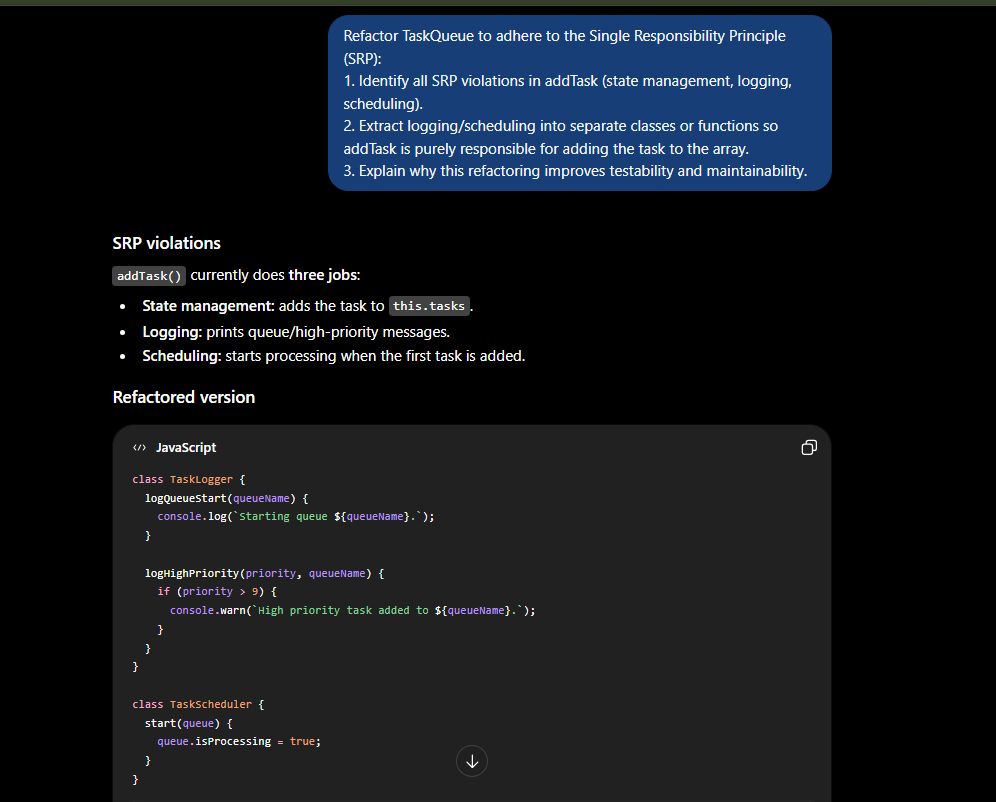 Refactor TaskQueue to adhere to the Single Responsibility Principle
(SRP):
1. Identify all SRP violations in addTask (state management, logging,
scheduling).
2. Extract logging/scheduling into separate classes or functions so
addTask is purely responsible for adding the task to the array.
3. Explain why this refactoring improves testability and maintainability.
SRP violations
addTask() currently does three jobs:
• State management: adds the task to this.tasks.
• Logging: prints queue/high-priority messages.
• Scheduling: starts processing when the first task is added.
Refactored version
</> JavaScript
class TaskLogger {
  logQueueStart(queueName) {
    console.log(`Starting queue ${queueName}.`);
  }
  logHighPriority(priority, queueName) {
    if (priority > 9) {
      console.warn(`High priority task added to ${queueName}.`);
    }
  }
}
class TaskScheduler {
  start(queue) {
    queue.isProcessing = true;
  }
}